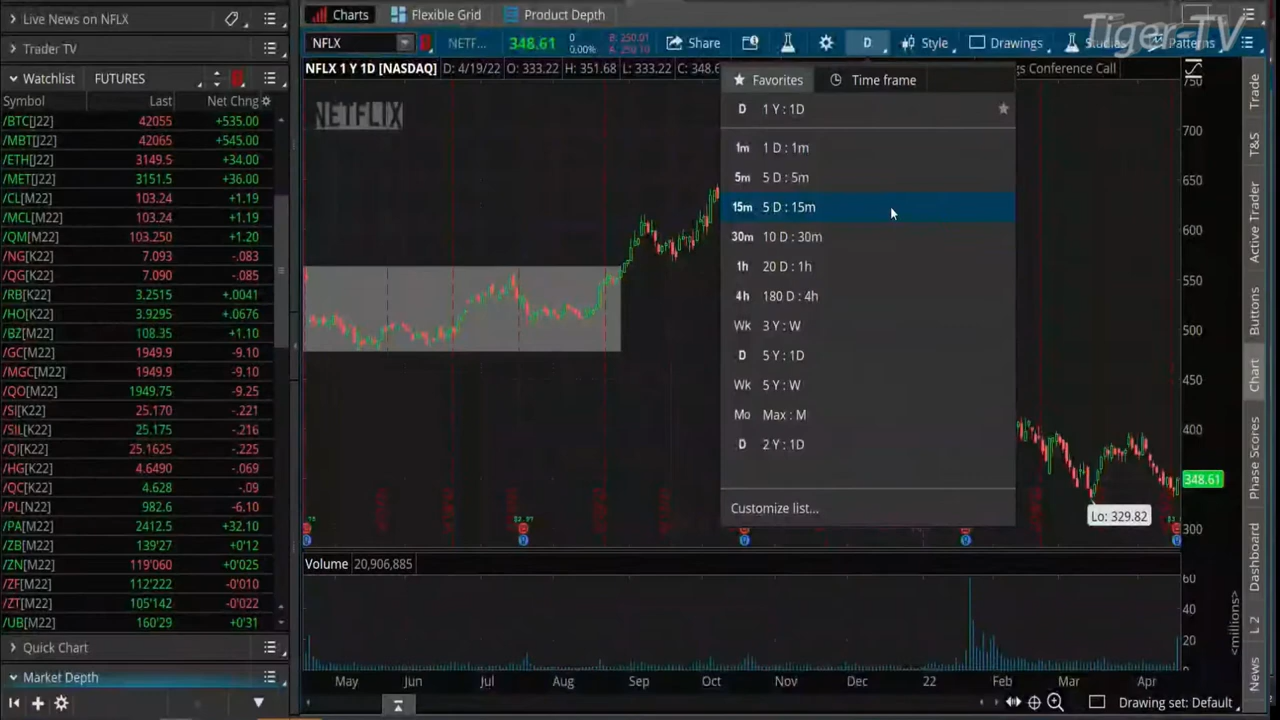 Live News on NFLX
Trader TV
Watchlist FUTURES
Symbol Last Net Chng
/BTC[J22] 42055 +535.00
/MBT[J22] 42065 +545.00
/ETH[J22] 3149.5 +34.00
/MET[J22] 3151.5 +36.00
/CL[M22] 103.24 +1.19
/MCL[M22] 103.24 +1.19
/QM[M22] 103.250 +1.20
/NG[M22] 7.093 -.083
/QG[M22] 7.090 -.085
/RB[K22] 3.2515 +.0041
/HO[K22] 3.9295 +.0676
/BZ[M22] 108.35 +1.10
/GC[M22] 1949.9 -9.10
/MGC[M22] 1949.9 -9.10
/QO[M22] 1949.75 -9.25
/SI[K22] 25.170 -.221
/SIL[K22] 25.175 -.216
/QI[K22] 25.1625 -.225
/HG[K22] 4.6490 -.069
/QC[K22] 4.628 -.09
/PL[N22] 982.6 -6.10
/PA[M22] 2412.5 +32.10
/ZB[M22] 139'27 +0'12
/ZN[M22] 119'060 +0'025
/ZF[M22] 112'222 -0'010
/ZT[M22] 105'142 -0'022
/UB[M22] 160'29 +0'31
Quick Chart
Market Depth
Charts Flexible Grid Product Depth
Tiger-TV
NFLX NETF... 348.61 0 0.00% B: 250.01 A: 250.10 Share D Style Drawings Studies Patterns
NFLX 1 Y 1D [NASDAQ] D: 4/19/22 O: 333.22 H: 351.68 L: 333.22 C: 348.6
gs Conference Call
NETFLIX
Favorites Time frame
D 1 Y : 1D
1m 1 D : 1m
5m 5 D : 5m
15m 5 D : 15m
30m 10 D : 30m
1h 20 D : 1h
4h 180 D : 4h
Wk 3 Y : W
D 5 Y : 1D
Wk 5 Y : W
Mo Max : M
D 2 Y : 1D
Customize list...
750
700
650
600
550
500
450
400
348.61
Lo: 329.82
300
Volume 20,906,885
60
40
20
0
<millions>
May Jun Jul Aug Sep Oct Nov Dec 22 Feb Mar Apr
Drawing set: Default
Trade
T&S
Active Trader
Buttons
Chart
Phase Scores
Dashboard
L 2
News